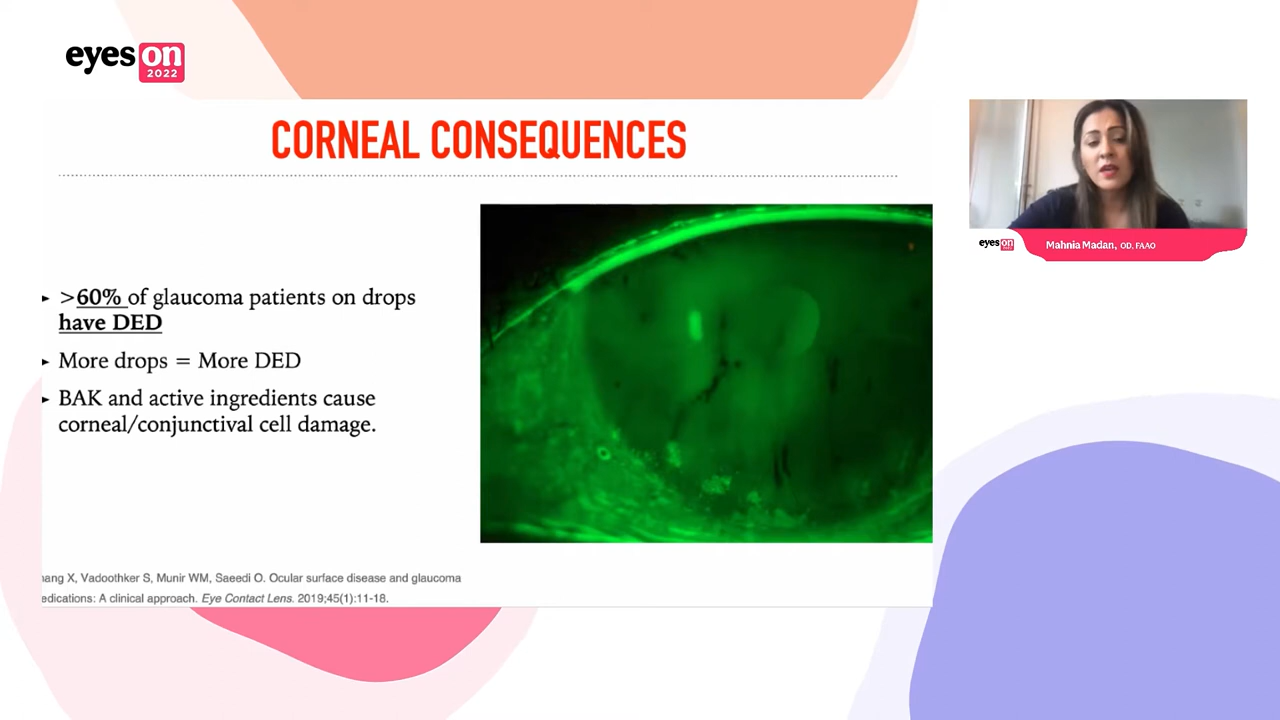 eyes on
2022
CORNEAL CONSEQUENCES
>60% of glaucoma patients on drops
have DED
More drops = More DED
BAK and active ingredients cause
corneal/conjunctival cell damage.
X, Vadoothker S, Munir WM, Saeedi O. Ocular surface disease and glaucoma
A clinical approach. Eye Contact Lens. 2019;45(1):11-18.
eyes on
Mahnia Madan, OD, FAAO